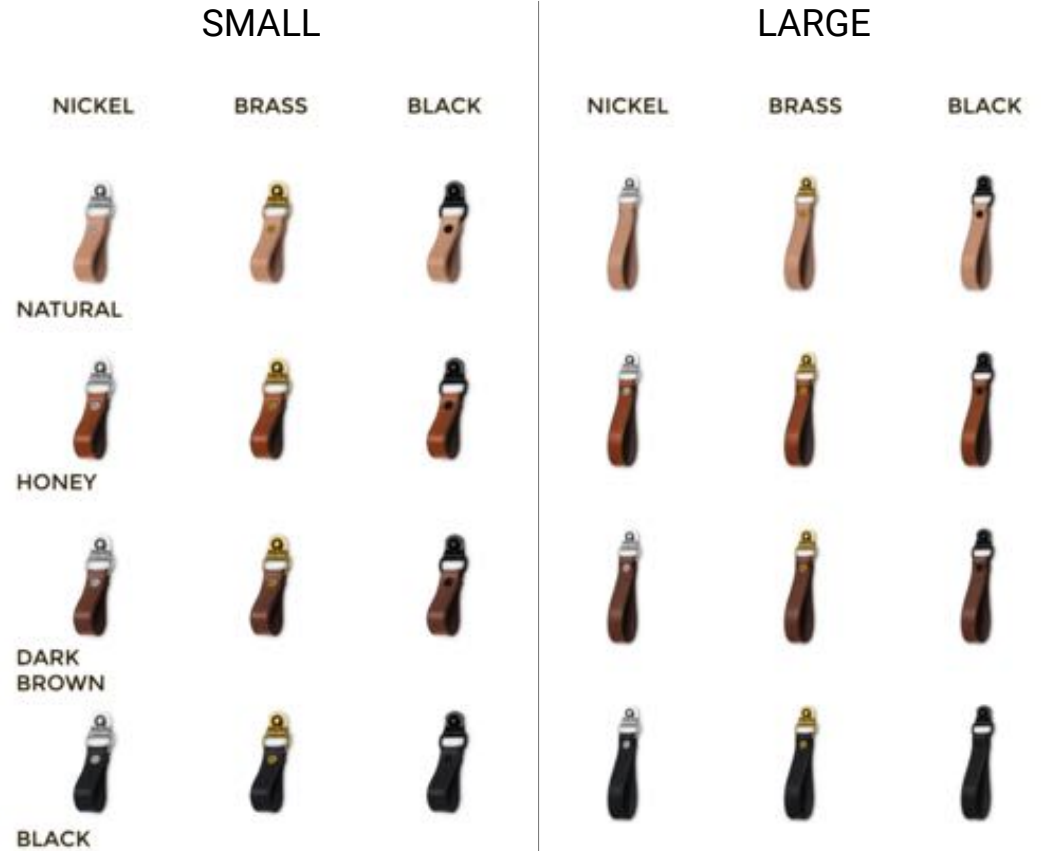 SMALL
LARGE
NICKEL BRASS BLACK
NICKEL BRASS BLACK
NATURAL
HONEY
DARK
BROWN
BLACK